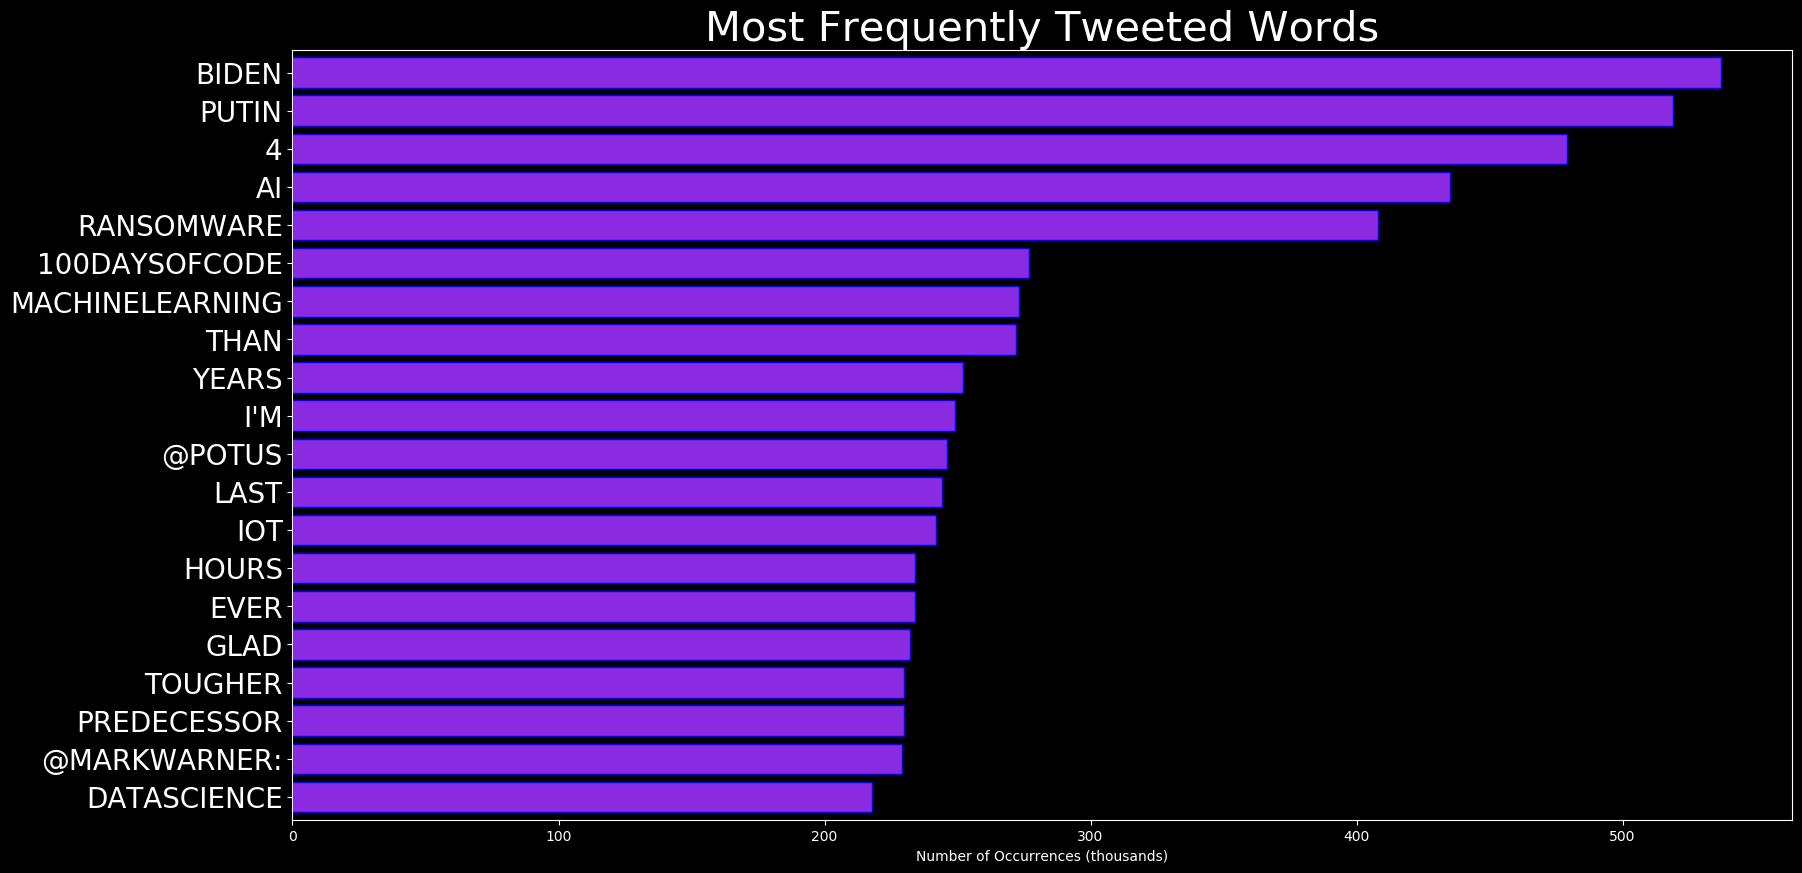 Most Frequently Tweeted Words
BIDEN
PUTIN
4
AI
RANSOMWARE
100DAYSOFCODE
MACHINELEARNING
THAN
YEARS
I'M
@POTUS
LAST
IOT
HOURS
EVER
GLAD
TOUGHER
PREDECESSOR
@MARKWARNER:
DATASCIENCE
0 100 200 300 400 500
Number of Occurrences (thousands)